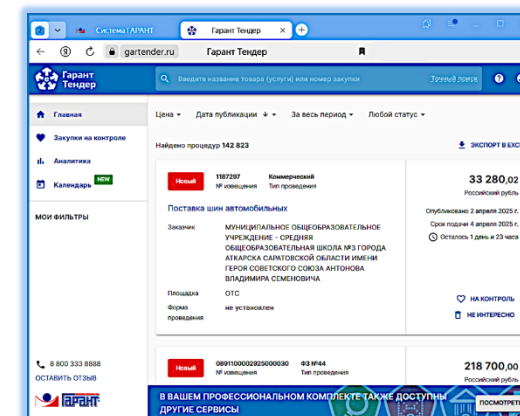 Система ГАРАНТ
Гарант Тендер
gartender.ru
Гарант Тендер
Гарант
Тендер
Введите название товара (услуги) или номер закупки
Точный поиск
Главная
Закупки на контроле
Аналитика
Календарь NEW
МОИ ФИЛЬТРЫ
8 800 333 8888
ОСТАВИТЬ ОТЗЫВ
ГАРАНТ
Цена
Дата публикации
За весь период
Любой статус
Найдено процедур 142 823
ЭКСПОРТ В EXC
Новый
1187297
№ извещения
Коммерческий
Тип проведения
33 280,02
Российский рубль
Поставка шин автомобильных
Опубликовано 2 апреля 2025 г.
Срок подачи 4 апреля 2025 г.
Осталось 1 день и 23 часа
Заказчик
МУНИЦИПАЛЬНОЕ ОБЩЕОБРАЗОВАТЕЛЬНОЕ
УЧРЕЖДЕНИЕ - СРЕДНЯЯ
ОБЩЕОБРАЗОВАТЕЛЬНАЯ ШКОЛА №3 ГОРОДА
АТКАРСКА САРАТОВСКОЙ ОБЛАСТИ ИМЕНИ
ГЕРОЯ СОВЕТСКОГО СОЮЗА АНТОНОВА
ВЛАДИМИРА СЕМЕНОВИЧА
Площадка
ОТС
Форма
проведения
не установлен
НА КОНТРОЛЬ
НЕ ИНТЕРЕСНО
Новый
0891100002925000030
№ извещения
ФЗ №44
Тип проведения
218 700,00
Российский рубль
В ВАШЕМ ПРОФЕССИОНАЛЬНОМ КОМПЛЕКТЕ ТАКЖЕ ДОСТУПНЫ
ДРУГИЕ СЕРВИСЫ
ПОСМОТРЕТЬ